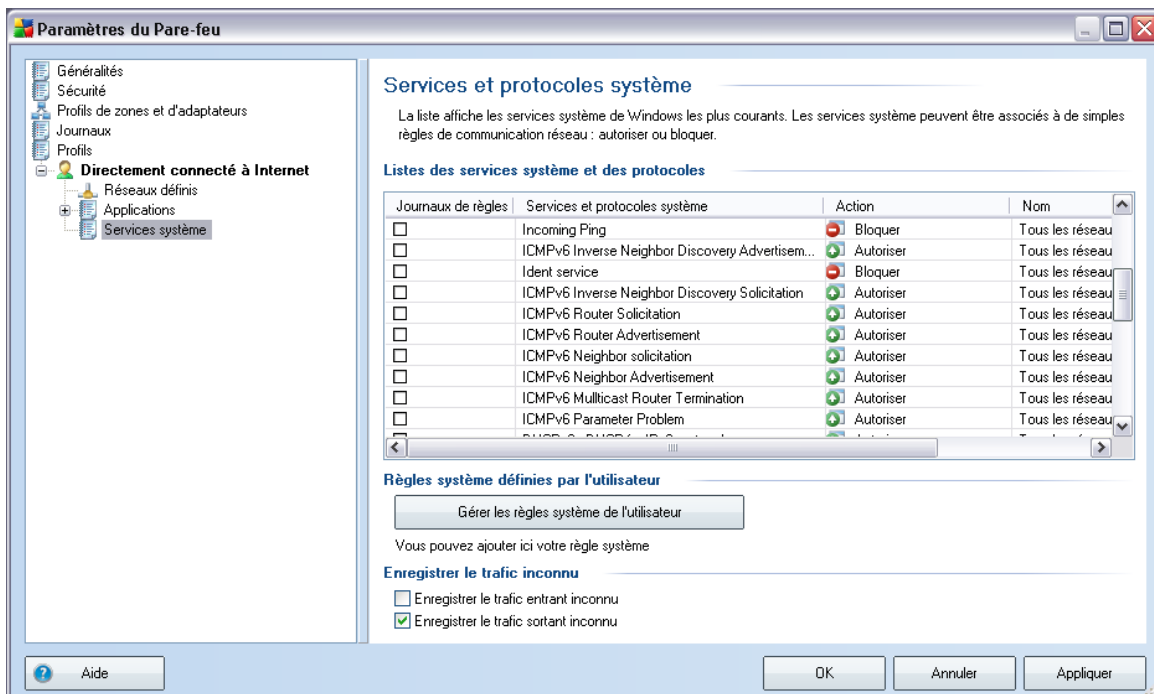 Paramètres du Pare-feu
Généralités
Sécurité
Profils de zones et d'adaptateurs
Journaux
Profils
Directement connecté à Internet
Réseaux définis
Applications
Services système
Services et protocoles système
La liste affiche les services système de Windows les plus courants. Les services système peuvent être associés à de simples
règles de communication réseau : autoriser ou bloquer.
Listes des services système et des protocoles
Journaux de règles Services et protocoles système Action Nom
Incoming Ping Bloquer Tous les réseau
ICMPv6 Inverse Neighbor Discovery Advertisem... Autoriser Tous les réseau
Ident service Bloquer Tous les réseau
ICMPv6 Inverse Neighbor Discovery Solicitation Autoriser Tous les réseau
ICMPv6 Router Solicitation Autoriser Tous les réseau
ICMPv6 Router Advertisement Autoriser Tous les réseau
ICMPv6 Neighbor solicitation Autoriser Tous les réseau
ICMPv6 Neighbor Advertisement Autoriser Tous les réseau
ICMPv6 Mullticast Router Termination Autoriser Tous les réseau
ICMPv6 Parameter Problem Autoriser Tous les réseau
Règles système définies par l'utilisateur
Gérer les règles système de l'utilisateur
Vous pouvez ajouter ici votre règle système
Enregistrer le trafic inconnu
Enregistrer le trafic entrant inconnu
Enregistrer le trafic sortant inconnu
Aide OK Annuler Appliquer